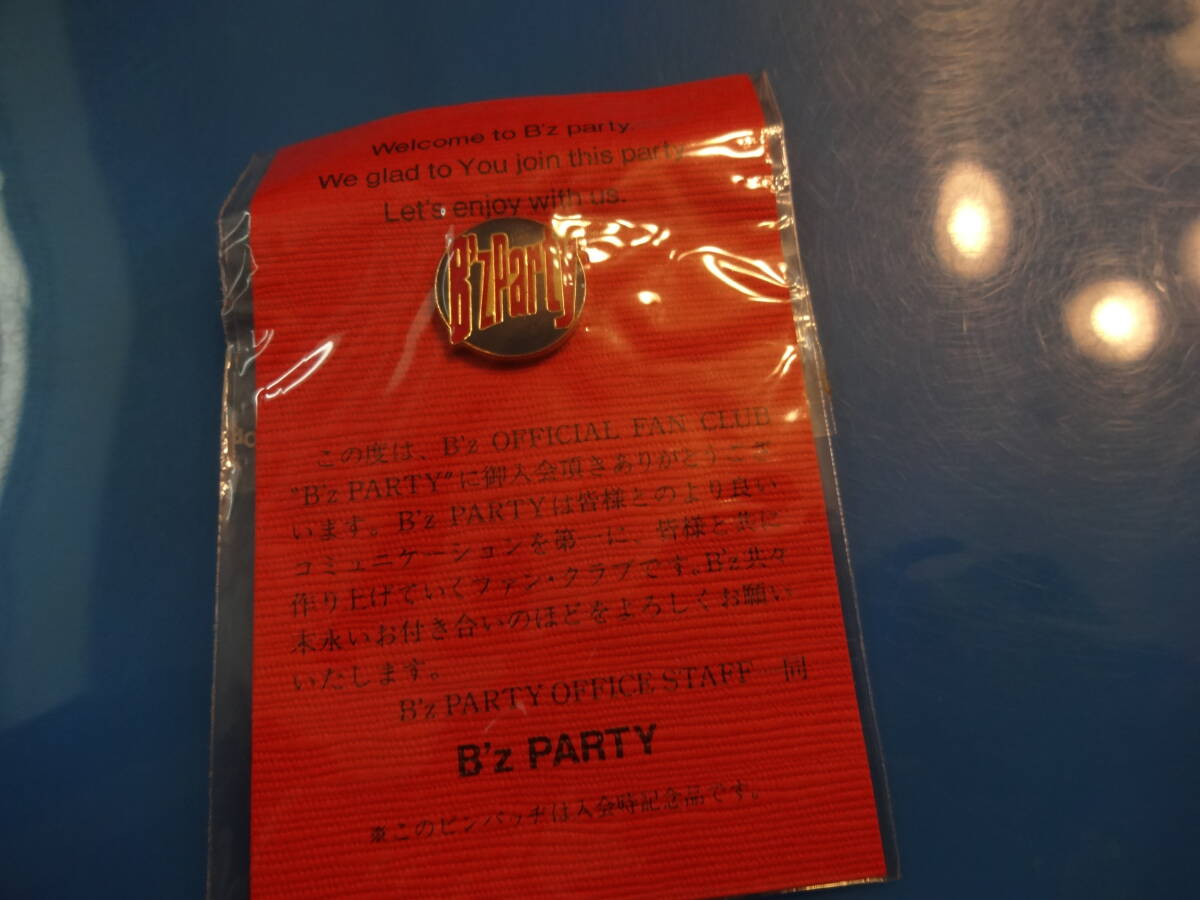 Welcome to B'z party.
We glad to You join this party
Let's enjoy with us.
B'zParty
この度は、B'z OFFICIAL FAN CLUB
"B'z PARTY"に御入会頂きありがとうござ
います。B'z PARTYは皆様とのより良い
コミュニケーションを第一に、皆様と共に
作り上げていくファン・クラブです。B'z共々
末永いお付き合いのほどをよろしくお願い
いたします。
B'z PARTY OFFICE STAFF 一同
B'z PARTY
※このピンバッヂは入会時記念品です。